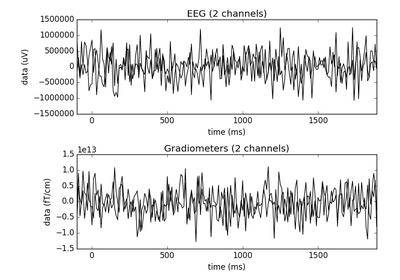 EEG (2 channels)
1500000
1000000
500000
0
−500000
−1000000
−1500000
data (uV)
0 500 1000 1500
time (ms)
Gradiometers (2 channels)
1e13
1.5
1.0
0.5
0.0
−0.5
−1.0
−1.5
data (fT/cm)
0 500 1000 1500
time (ms)